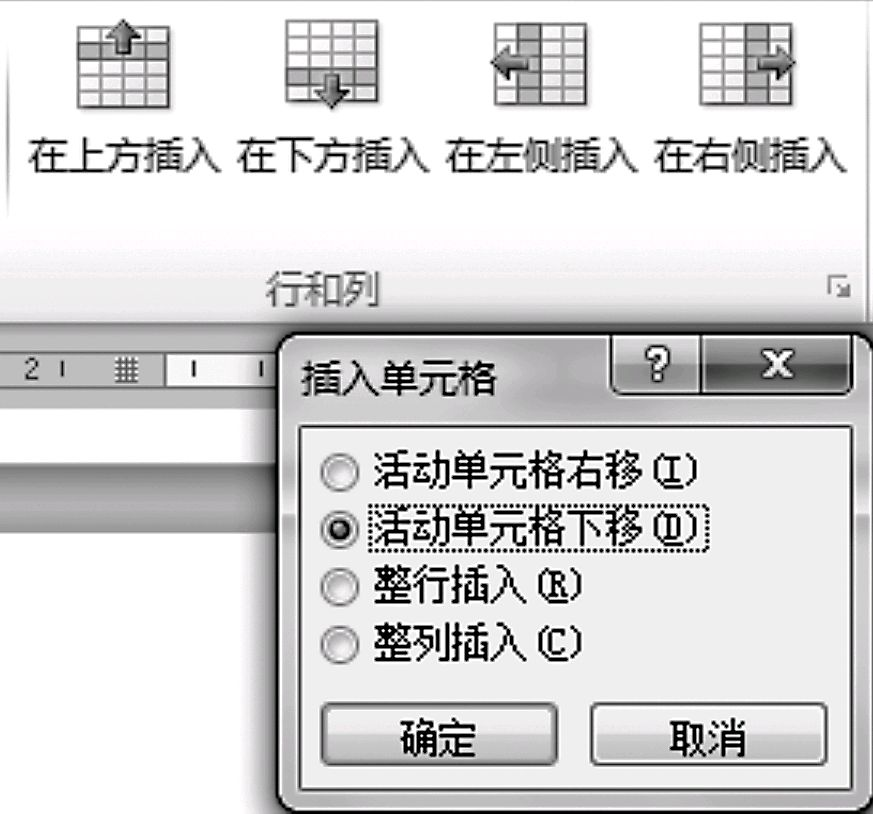 在上方插入 在下方插入 在左侧插入 在右侧插入
行和列
2
插入单元格
?
活动单元格右移(I)
活动单元格下移(D)
整行插入(R)
整列插入(C)
确定 取消